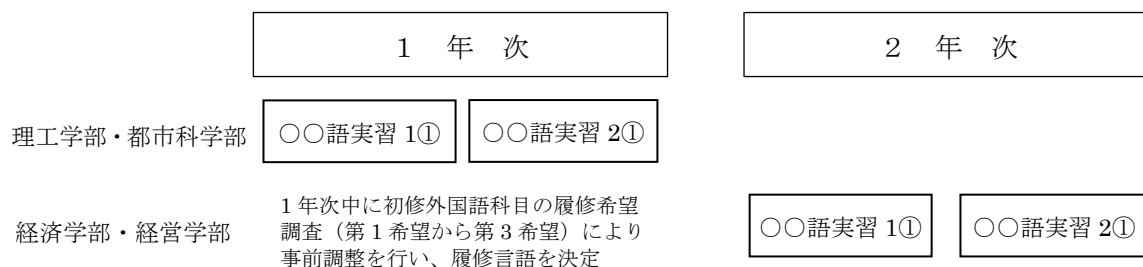 1 年 次
2 年 次
理工学部・都市科学部
○○語実習 1①
○○語実習 2①
経済学部・経営学部
1 年次中に初修外国語科目の履修希望
調査（第 1 希望から第 3 希望）により
事前調整を行い、履修言語を決定
○○語実習 1①
○○語実習 2①